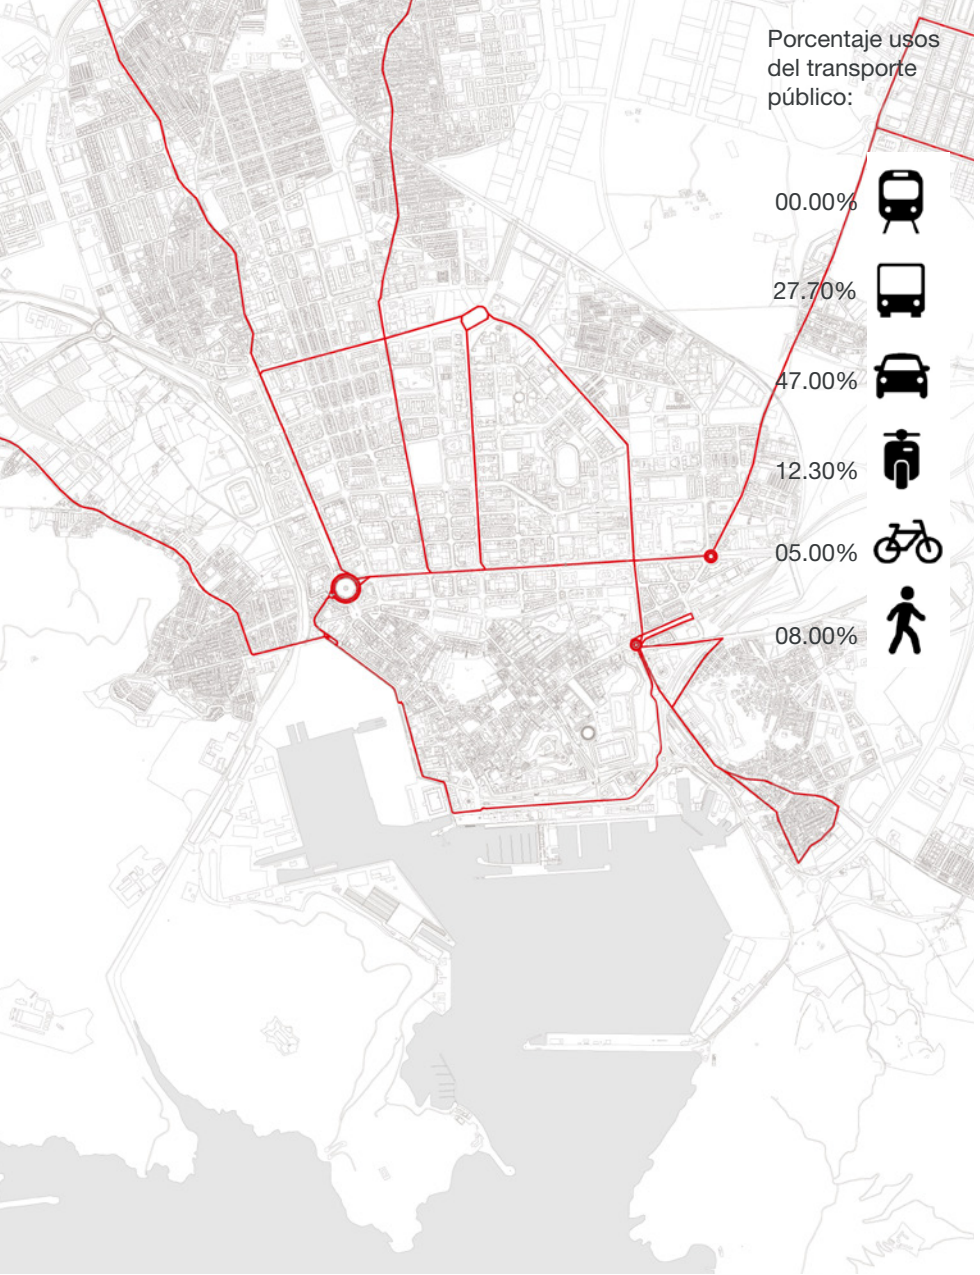 Porcentaje usos
del transporte
público:
00.00%
27.70%
47.00%
12.30%
05.00%
08.00%